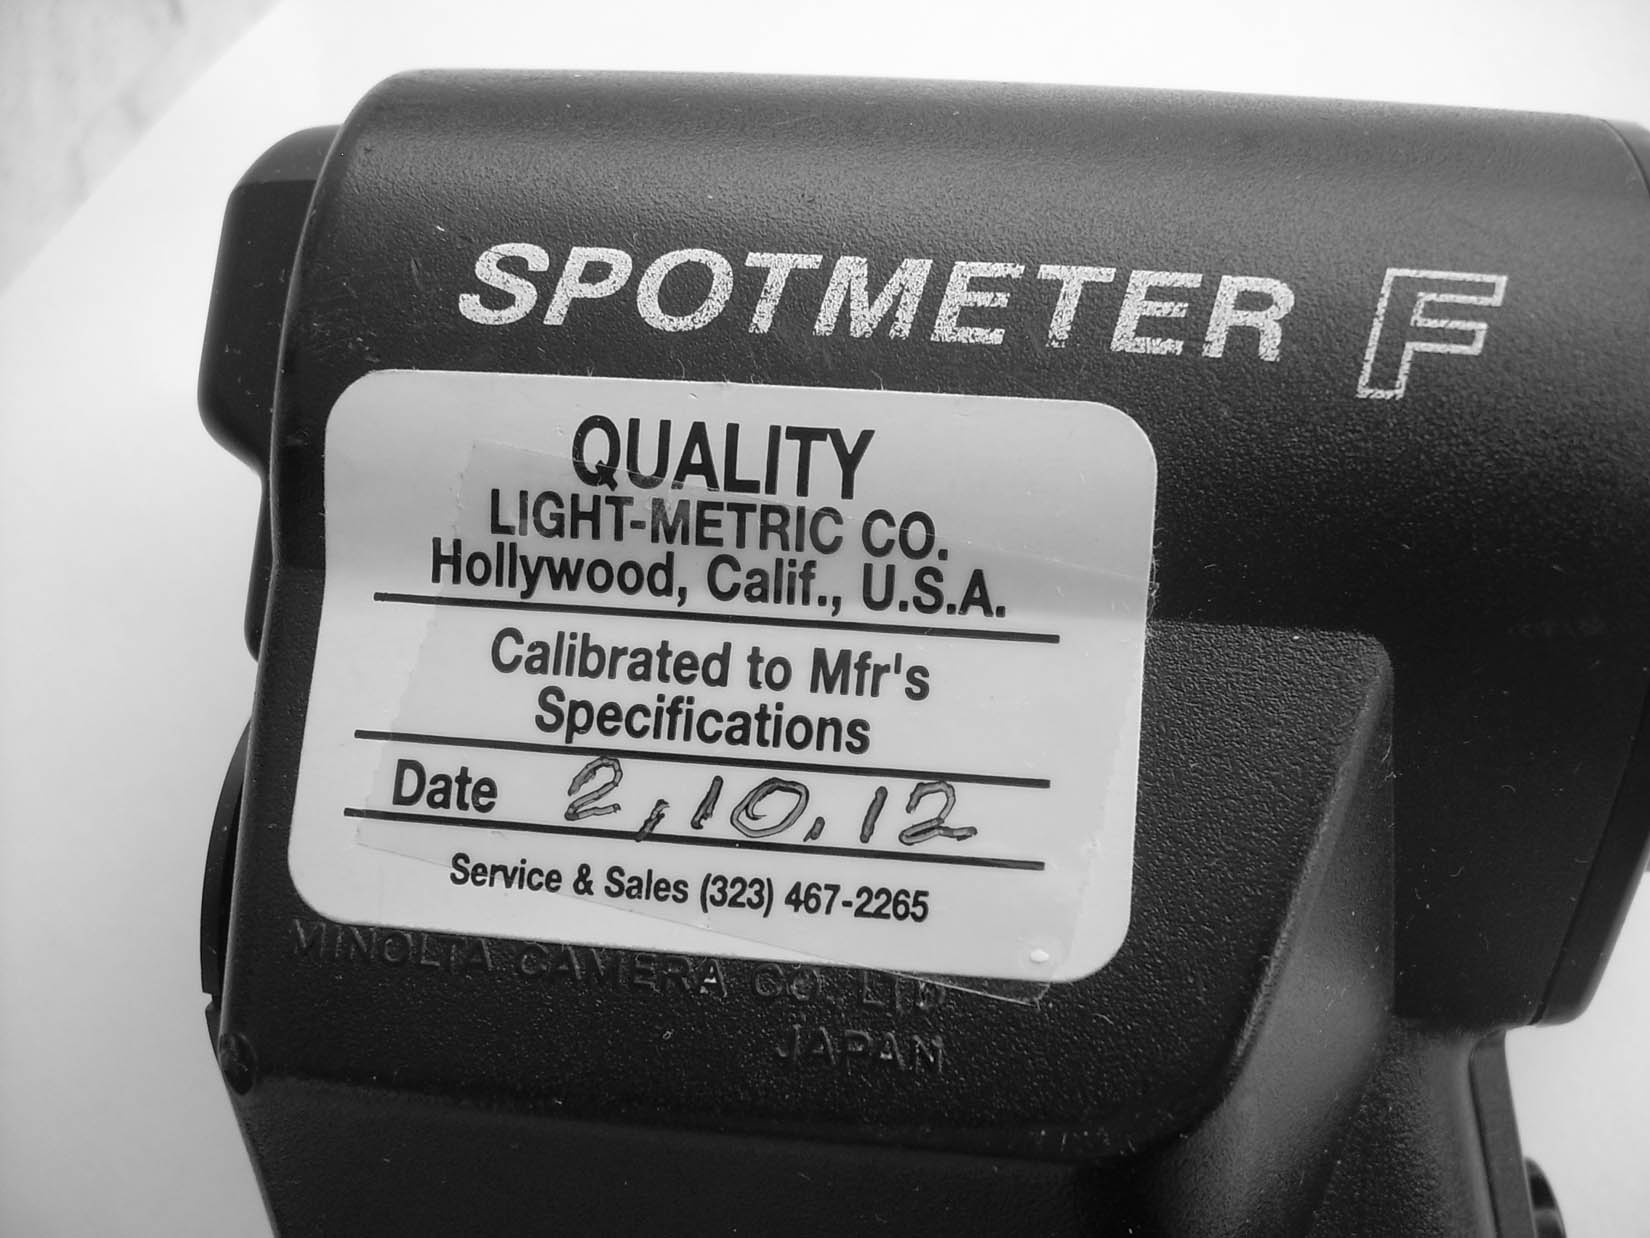 SPOTMETER F
QUALITY
LIGHT-METRIC CO.
Hollywood, Calif., U.S.A.
Calibrated to Mfr's
Specifications
Date 2,10,12
Service & Sales (323) 467-2265
MINOLTA CAMERA CO. LTD
JAPAN